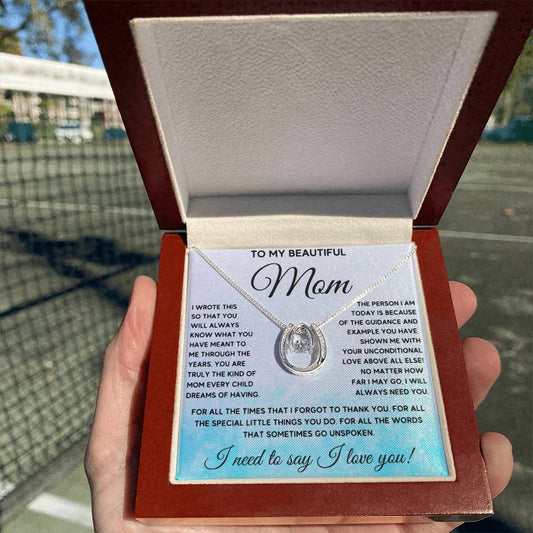 TO MY BEAUTIFUL
Mom
I WROTE THIS
SO THAT YOU
WILL ALWAYS
KNOW WHAT YOU
HAVE MEANT TO
ME THROUGH THE
YEARS. YOU ARE
TRULY THE KIND OF
MOM EVERY CHILD
DREAMS OF HAVING.
THE PERSON I AM
TODAY IS BECAUSE
OF THE GUIDANCE AND
EXAMPLE YOU HAVE
SHOWN ME WITH
YOUR UNCONDITIONAL
LOVE ABOVE ALL ELSE!
NO MATTER HOW
FAR I MAY GO, I WILL
ALWAYS NEED YOU.
FOR ALL THE TIMES THAT I FORGOT TO THANK YOU. FOR ALL
THE SPECIAL LITTLE THINGS YOU DO. FOR ALL THE WORDS
THAT SOMETIMES GO UNSPOKEN.
I need to say I love you!